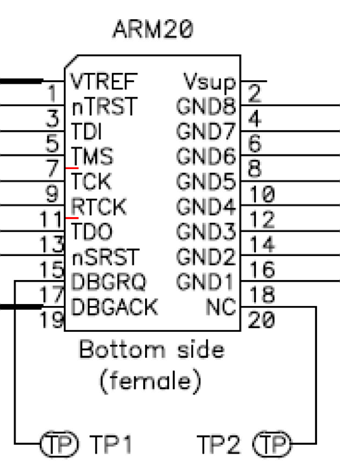 ARM20
VTREF Vsup
1 2
nTRST GND8
3 4
TDI GND7
5 6
TMS GND6
7 8
TCK GND5
9 10
RTCK GND4
11 12
TDO GND3
13 14
nSRST GND2
15 16
DBGRQ GND1
17 18
DBGACK NC
19 20
Bottom side
(female)
TP TP1 TP2 TP